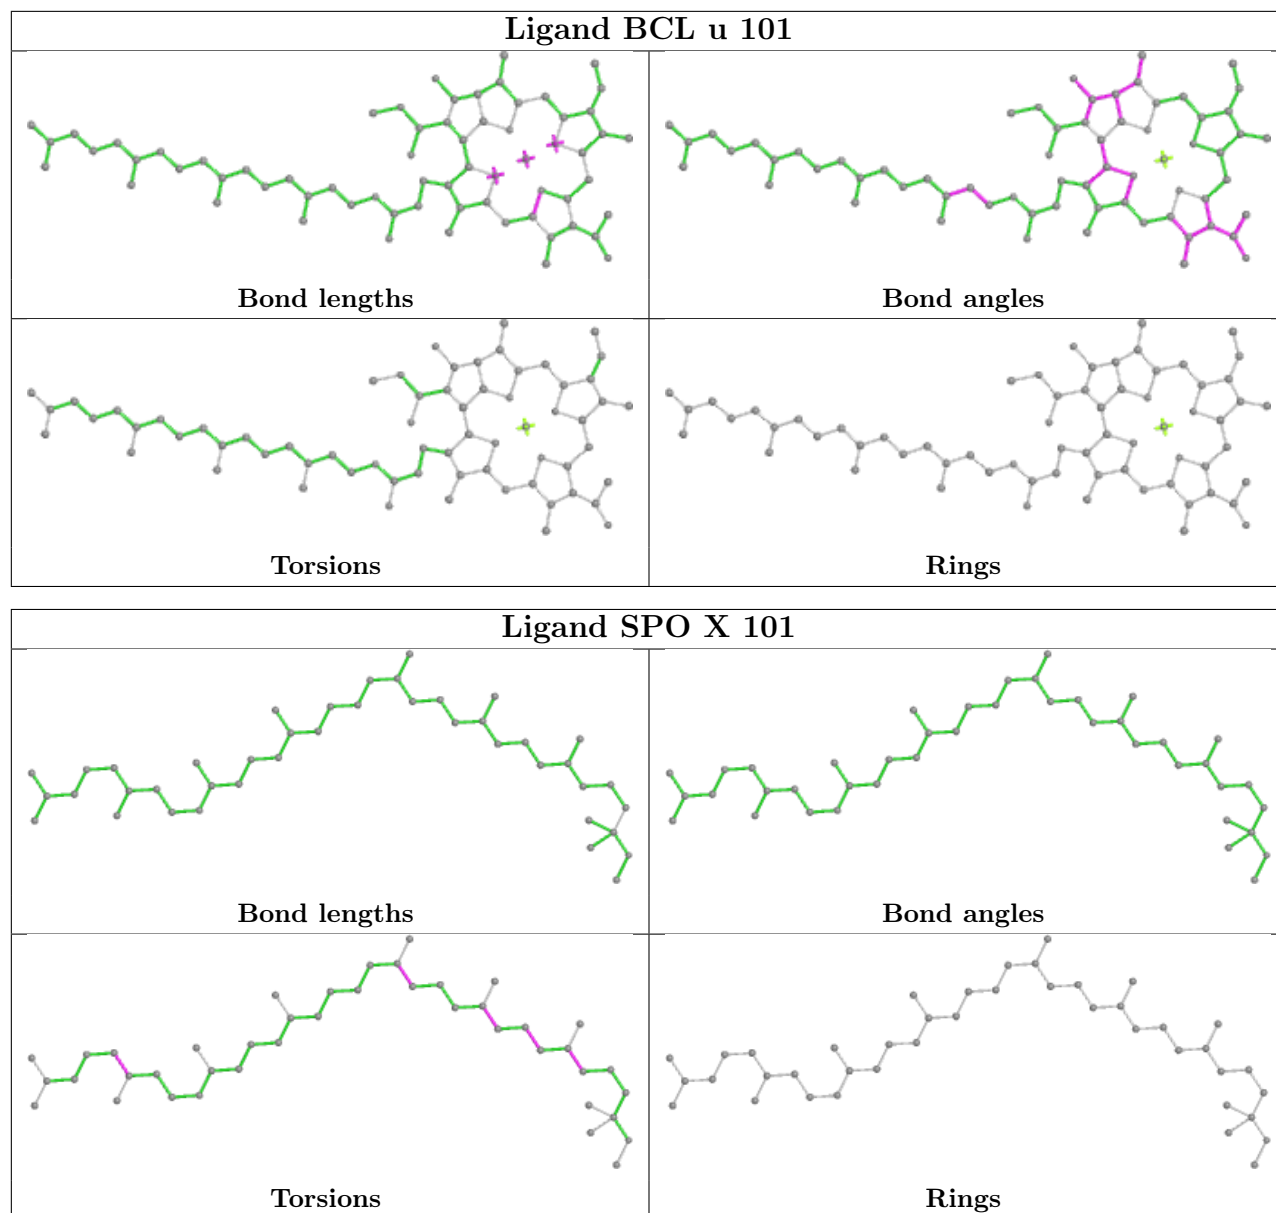 Ligand BCL u 101
Bond lengths
Bond angles
Torsions
Rings
Ligand SPO X 101
Bond lengths
Bond angles
Torsions
Rings